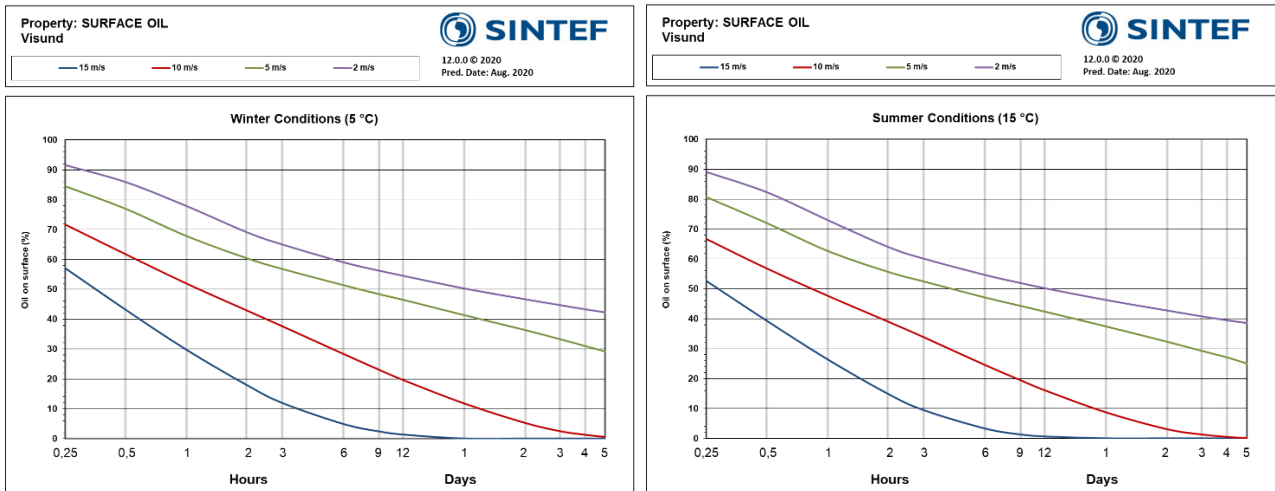 Property: SURFACE OIL
Visund
SINTEF
15 m/s 10 m/s 5 m/s 2 m/s
12.0.0 © 2020
Pred. Date: Aug. 2020
Winter Conditions (5 °C)
Oil on surface (%)
100
90
80
70
60
50
40
30
20
10
0
0,25 0,5 1 2 3 6 9 12 1 2 3 4 5
Hours Days
Property: SURFACE OIL
Visund
SINTEF
15 m/s 10 m/s 5 m/s 2 m/s
12.0.0 © 2020
Pred. Date: Aug. 2020
Summer Conditions (15 °C)
Oil on surface (%)
100
90
80
70
60
50
40
30
20
10
0
0,25 0,5 1 2 3 6 9 12 1 2 3 4 5
Hours Days